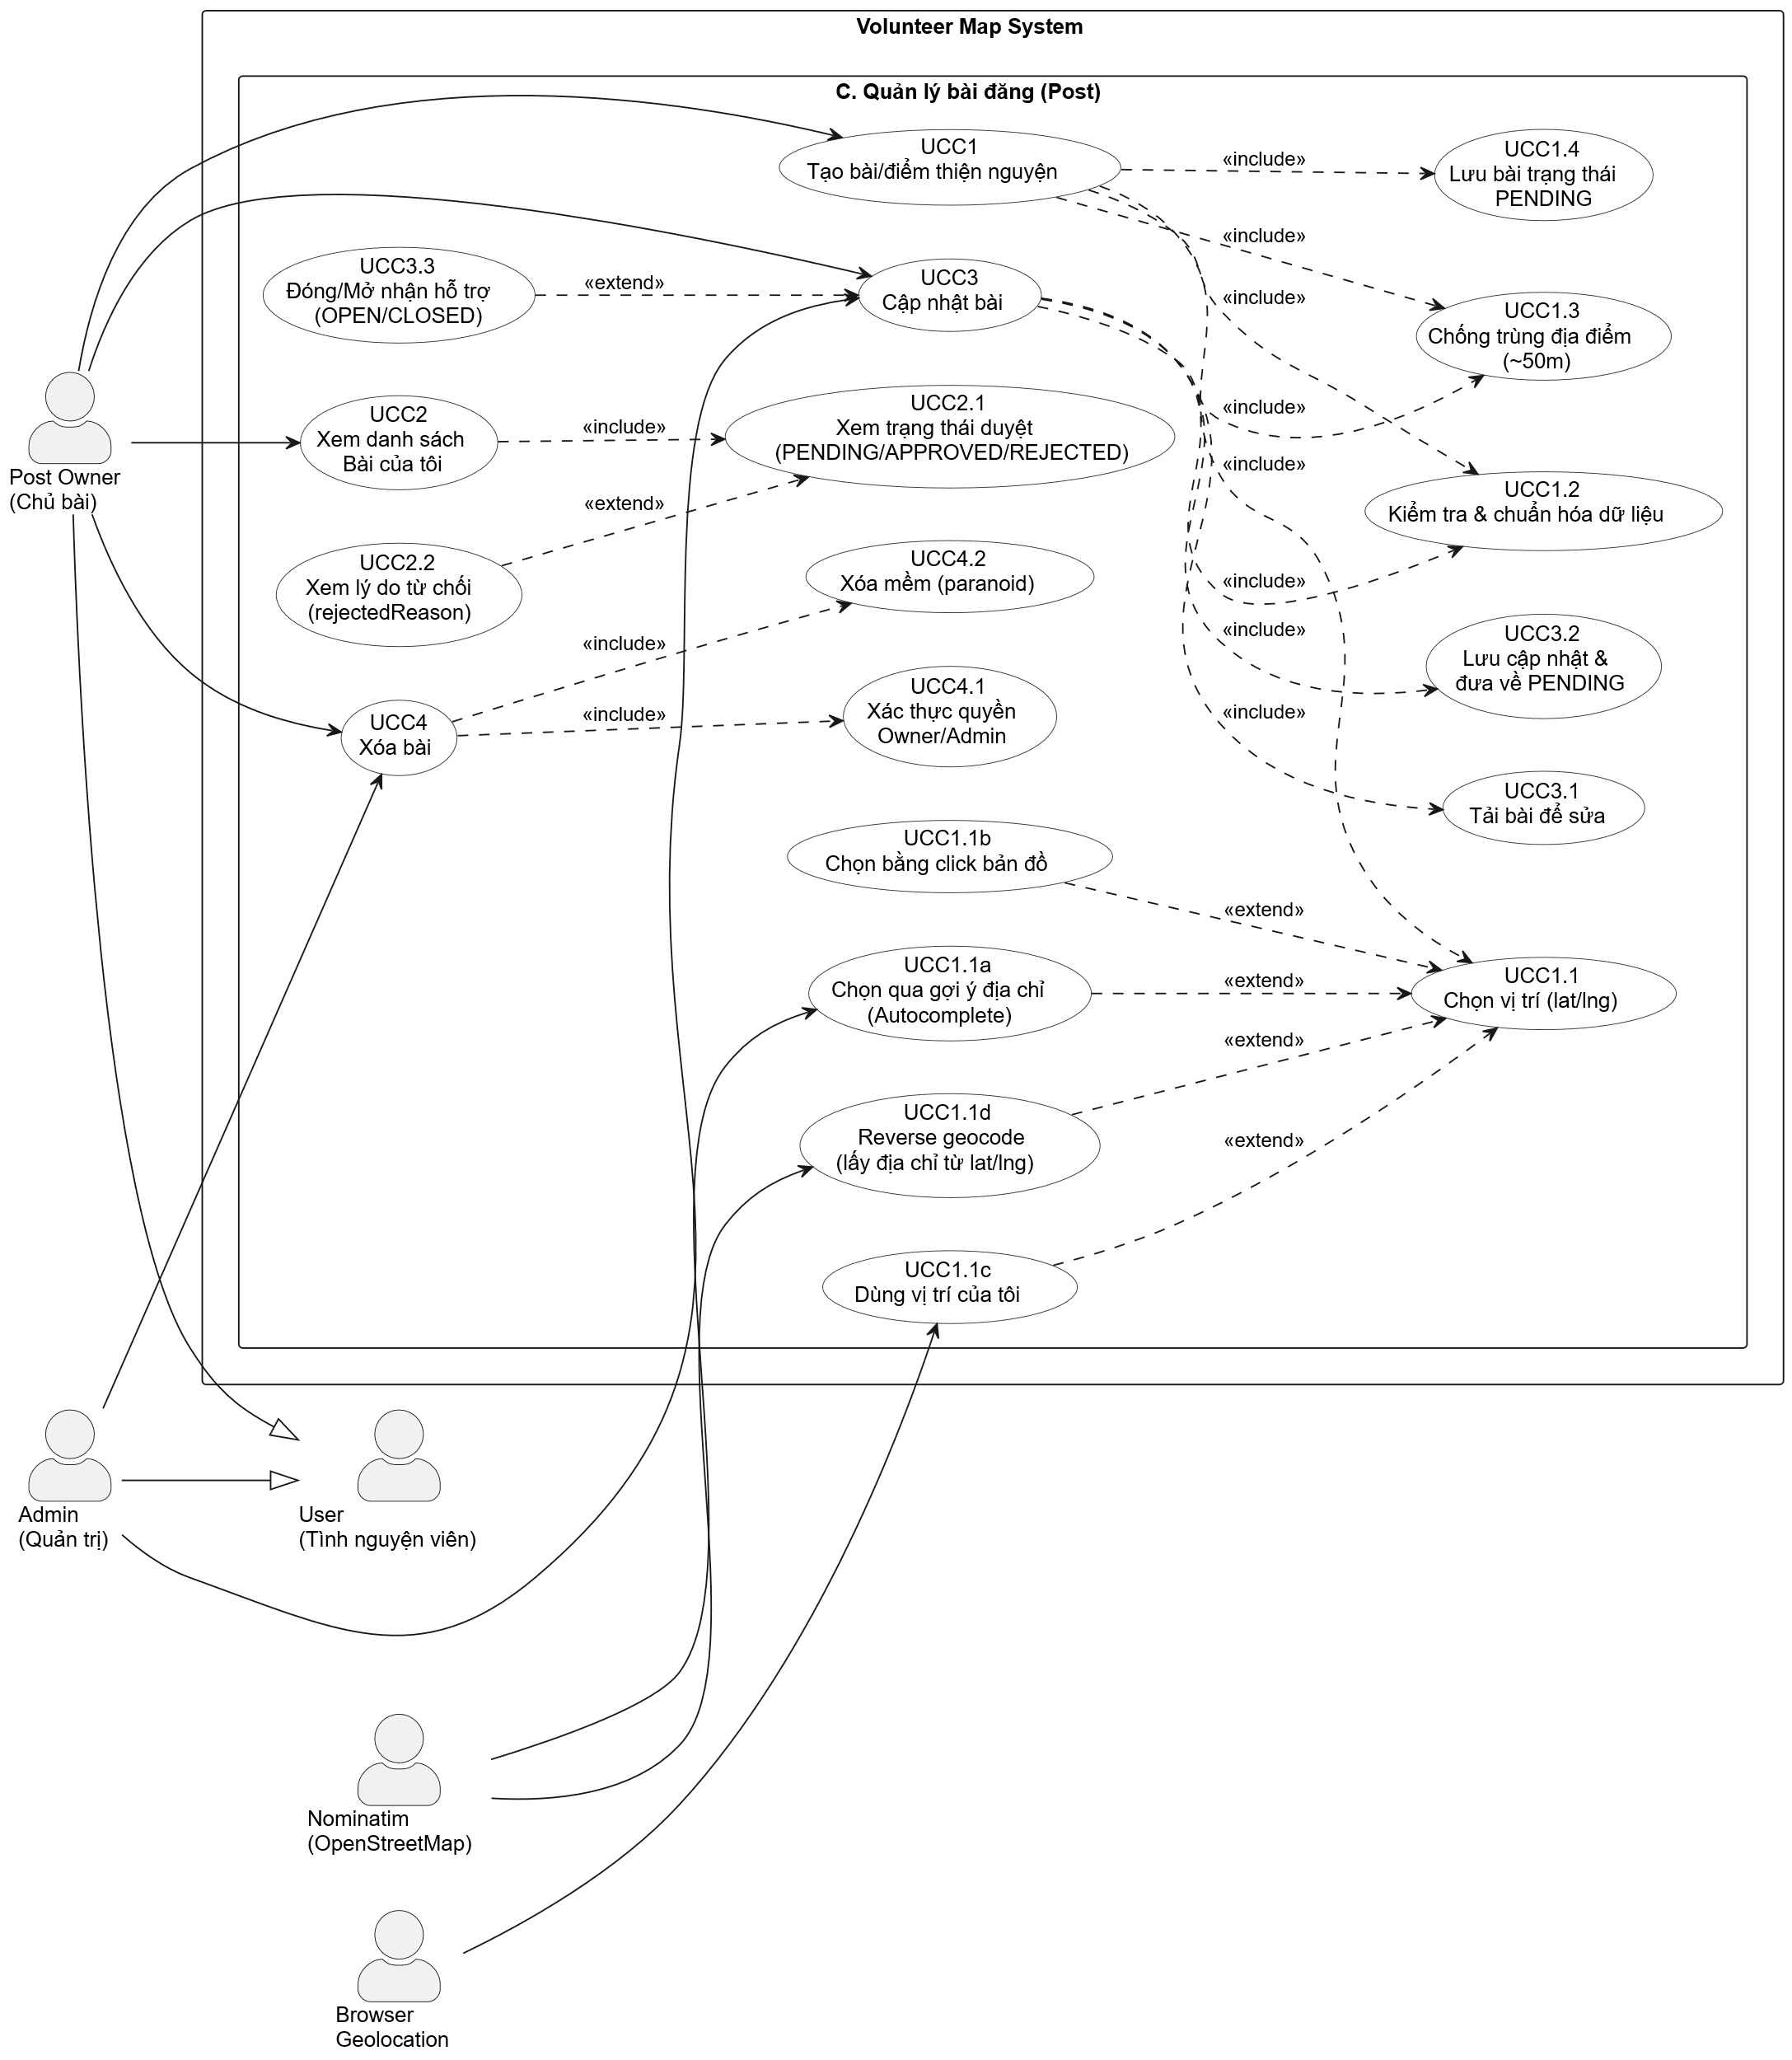 Volunteer Map System
C. Quản lý bài đăng (Post)
UCC1
Tạo bài/điểm thiện nguyện
«include»
UCC1.4
Lưu bài trạng thái
PENDING
«include»
UCC3.3
Đóng/Mở nhận hỗ trợ
(OPEN/CLOSED)
«extend»
UCC3
Cập nhật bài
«include»
UCC1.3
Chống trùng địa điểm
(~50m)
Post Owner
(Chủ bài)
UCC2
Xem danh sách
Bài của tôi
«include»
UCC2.1
Xem trạng thái duyệt
(PENDING/APPROVED/REJECTED)
«include»
«include»
«extend»
UCC1.2
Kiểm tra & chuẩn hóa dữ liệu
UCC2.2
Xem lý do từ chối
(rejectedReason)
UCC4.2
Xóa mềm (paranoid)
«include»
«include»
«include»
UCC3.2
Lưu cập nhật &
đưa về PENDING
UCC4
Xóa bài
«include»
UCC4.1
Xác thực quyền
Owner/Admin
«include»
UCC3.1
Tải bài để sửa
UCC1.1b
Chọn bằng click bản đồ
«extend»
UCC1.1a
Chọn qua gợi ý địa chỉ
(Autocomplete)
«extend»
UCC1.1
Chọn vị trí (lat/lng)
«extend»
UCC1.1d
Reverse geocode
(lấy địa chỉ từ lat/lng)
«extend»
UCC1.1c
Dùng vị trí của tôi
Admin
(Quản trị)
User
(Tình nguyện viên)
Nominatim
(OpenStreetMap)
Browser
Geolocation